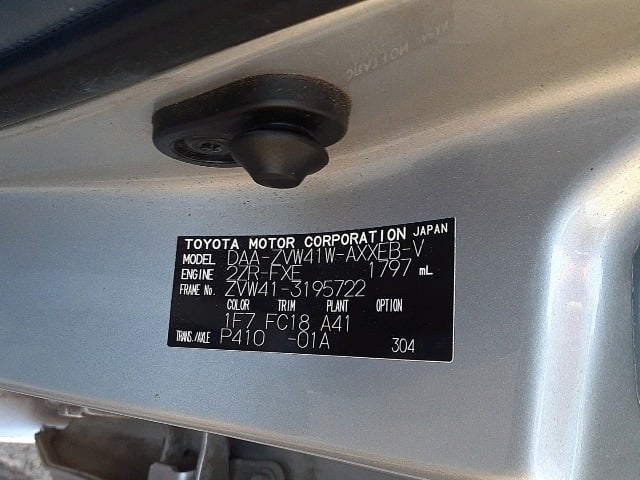 TOYOTA MOTOR CORPORATION JAPAN
MODEL DAA-ZVW41W-AXXEB-V
ENGINE 2ZR-FXE 1797 mL
FRAME No. ZVW41-3195722
COLOR TRIM PLANT OPTION
1F7 FC18 A41
TRANS./AXLE P410 -01A 304